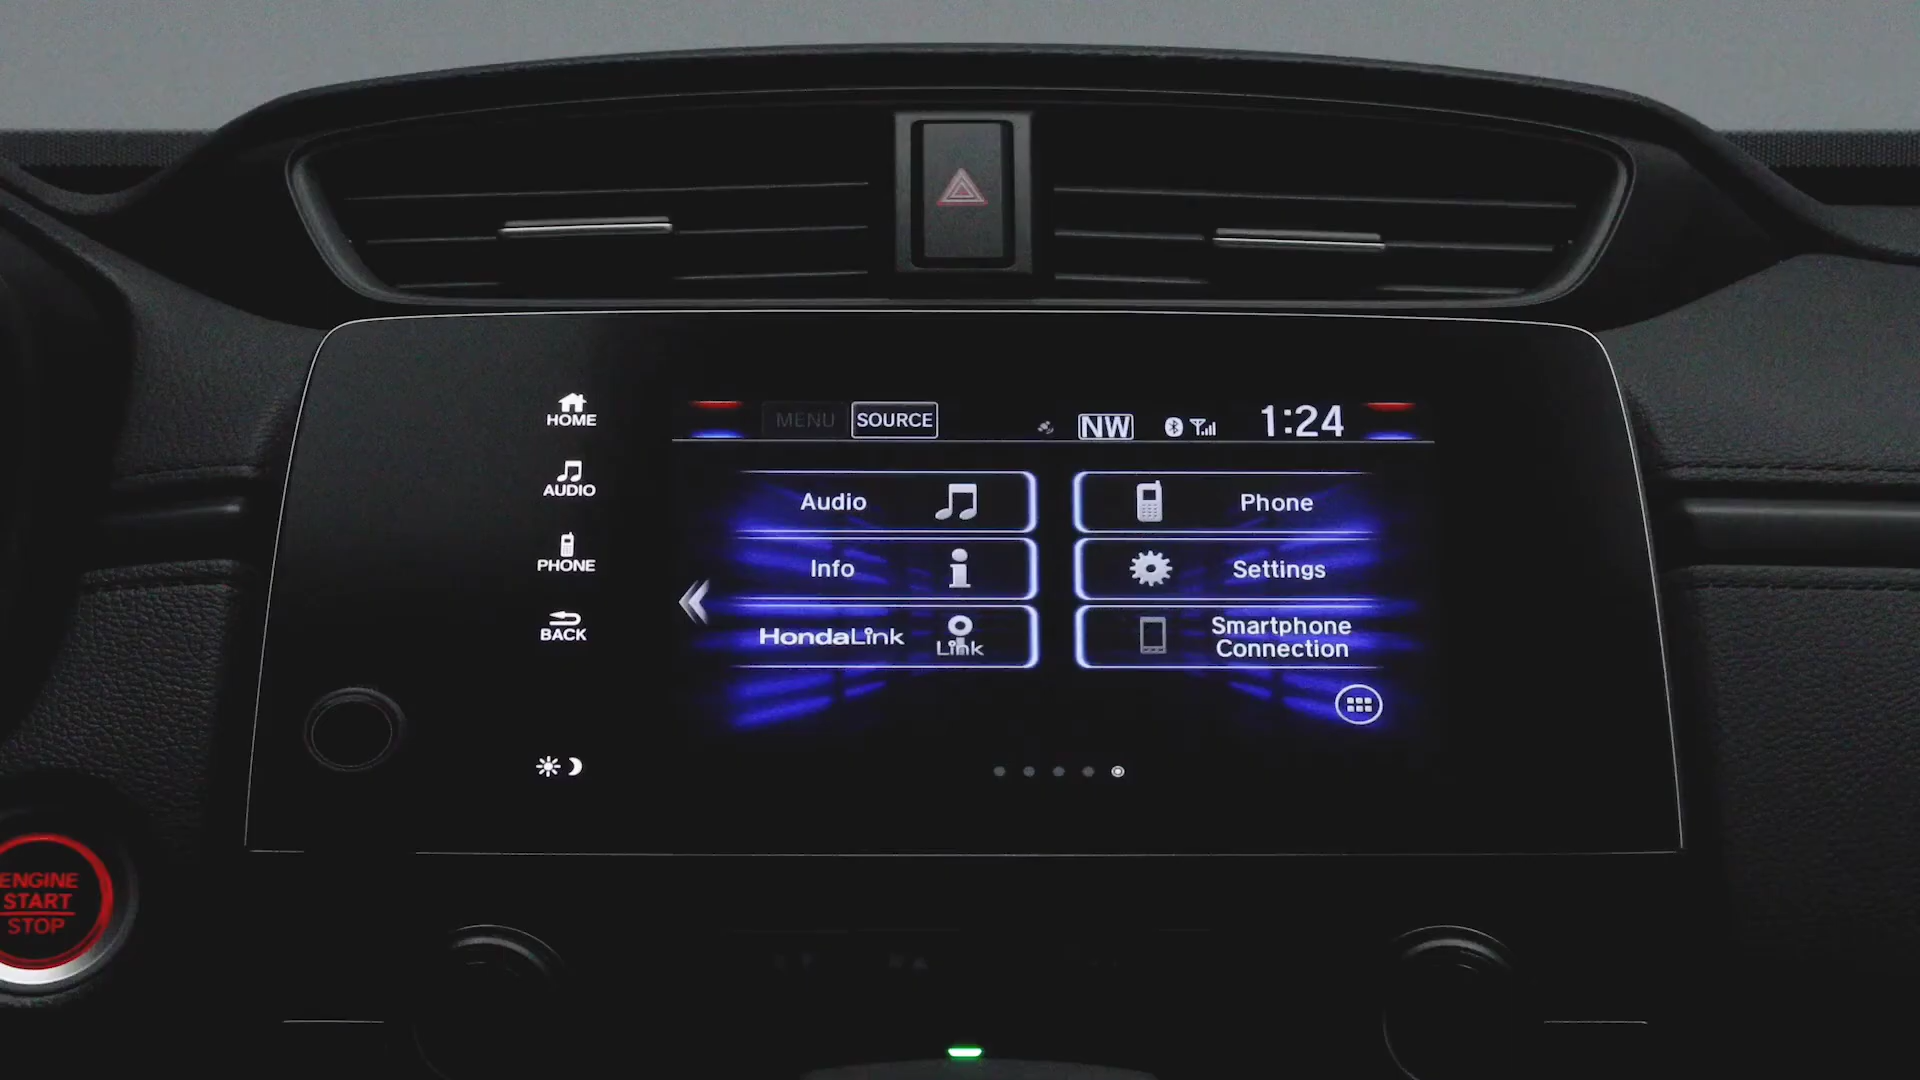 HOME
AUDIO
PHONE
BACK
MENU
SOURCE
NW
1:24
Audio
Phone
Info
Settings
HondaLink
Link
Smartphone
Connection
ENGINE
START
STOP